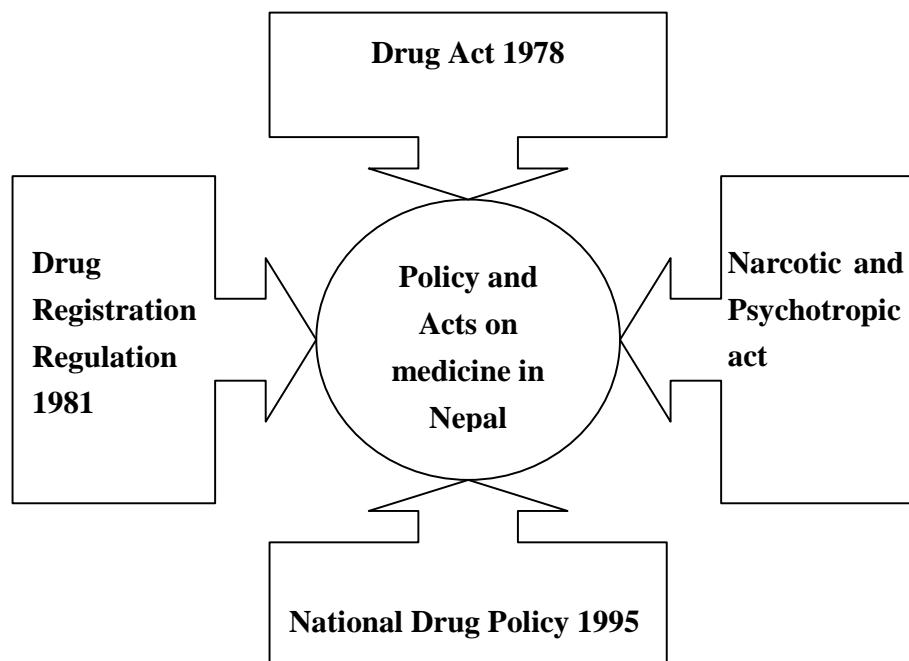 Drug Act 1978
Drug
Registration
Regulation
1981
Policy and
Acts on
medicine in
Nepal
Narcotic and
Psychotropic
act
National Drug Policy 1995